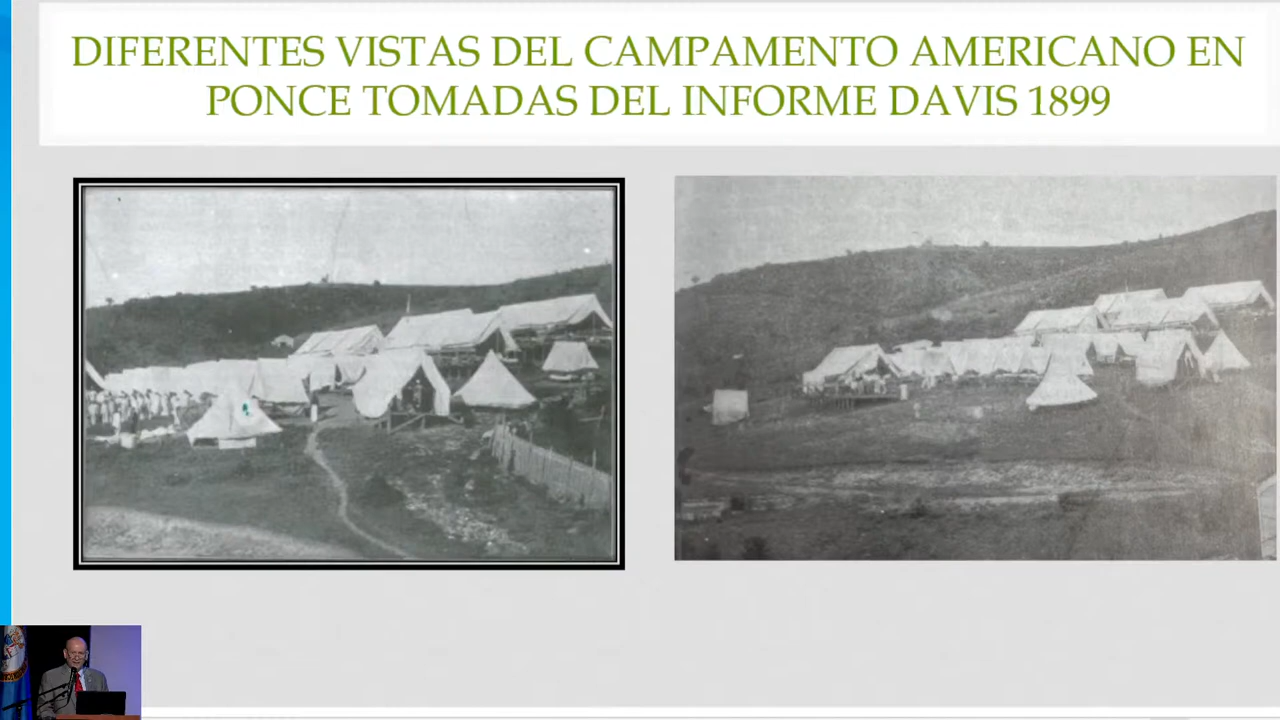 DIFERENTES VISTAS DEL CAMPAMENTO AMERICANO EN
PONCE TOMADAS DEL INFORME DAVIS 1899